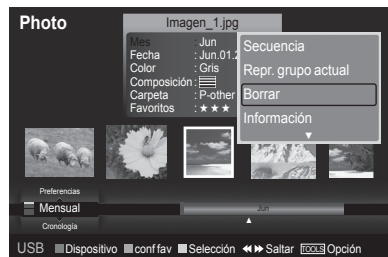 Photo
Imagen_1.jpg
Mes : Jun
Fecha : Jun.01.2
Color : Gris
Composición :
Carpeta : P-other
Favoritos : ★★★
Secuencia
Repr. grupo actual
Borrar
Información
Preferencias
Mensual
Jun
Cronología
USB Dispositivo conf fav Selección Saltar TOOLS Opción